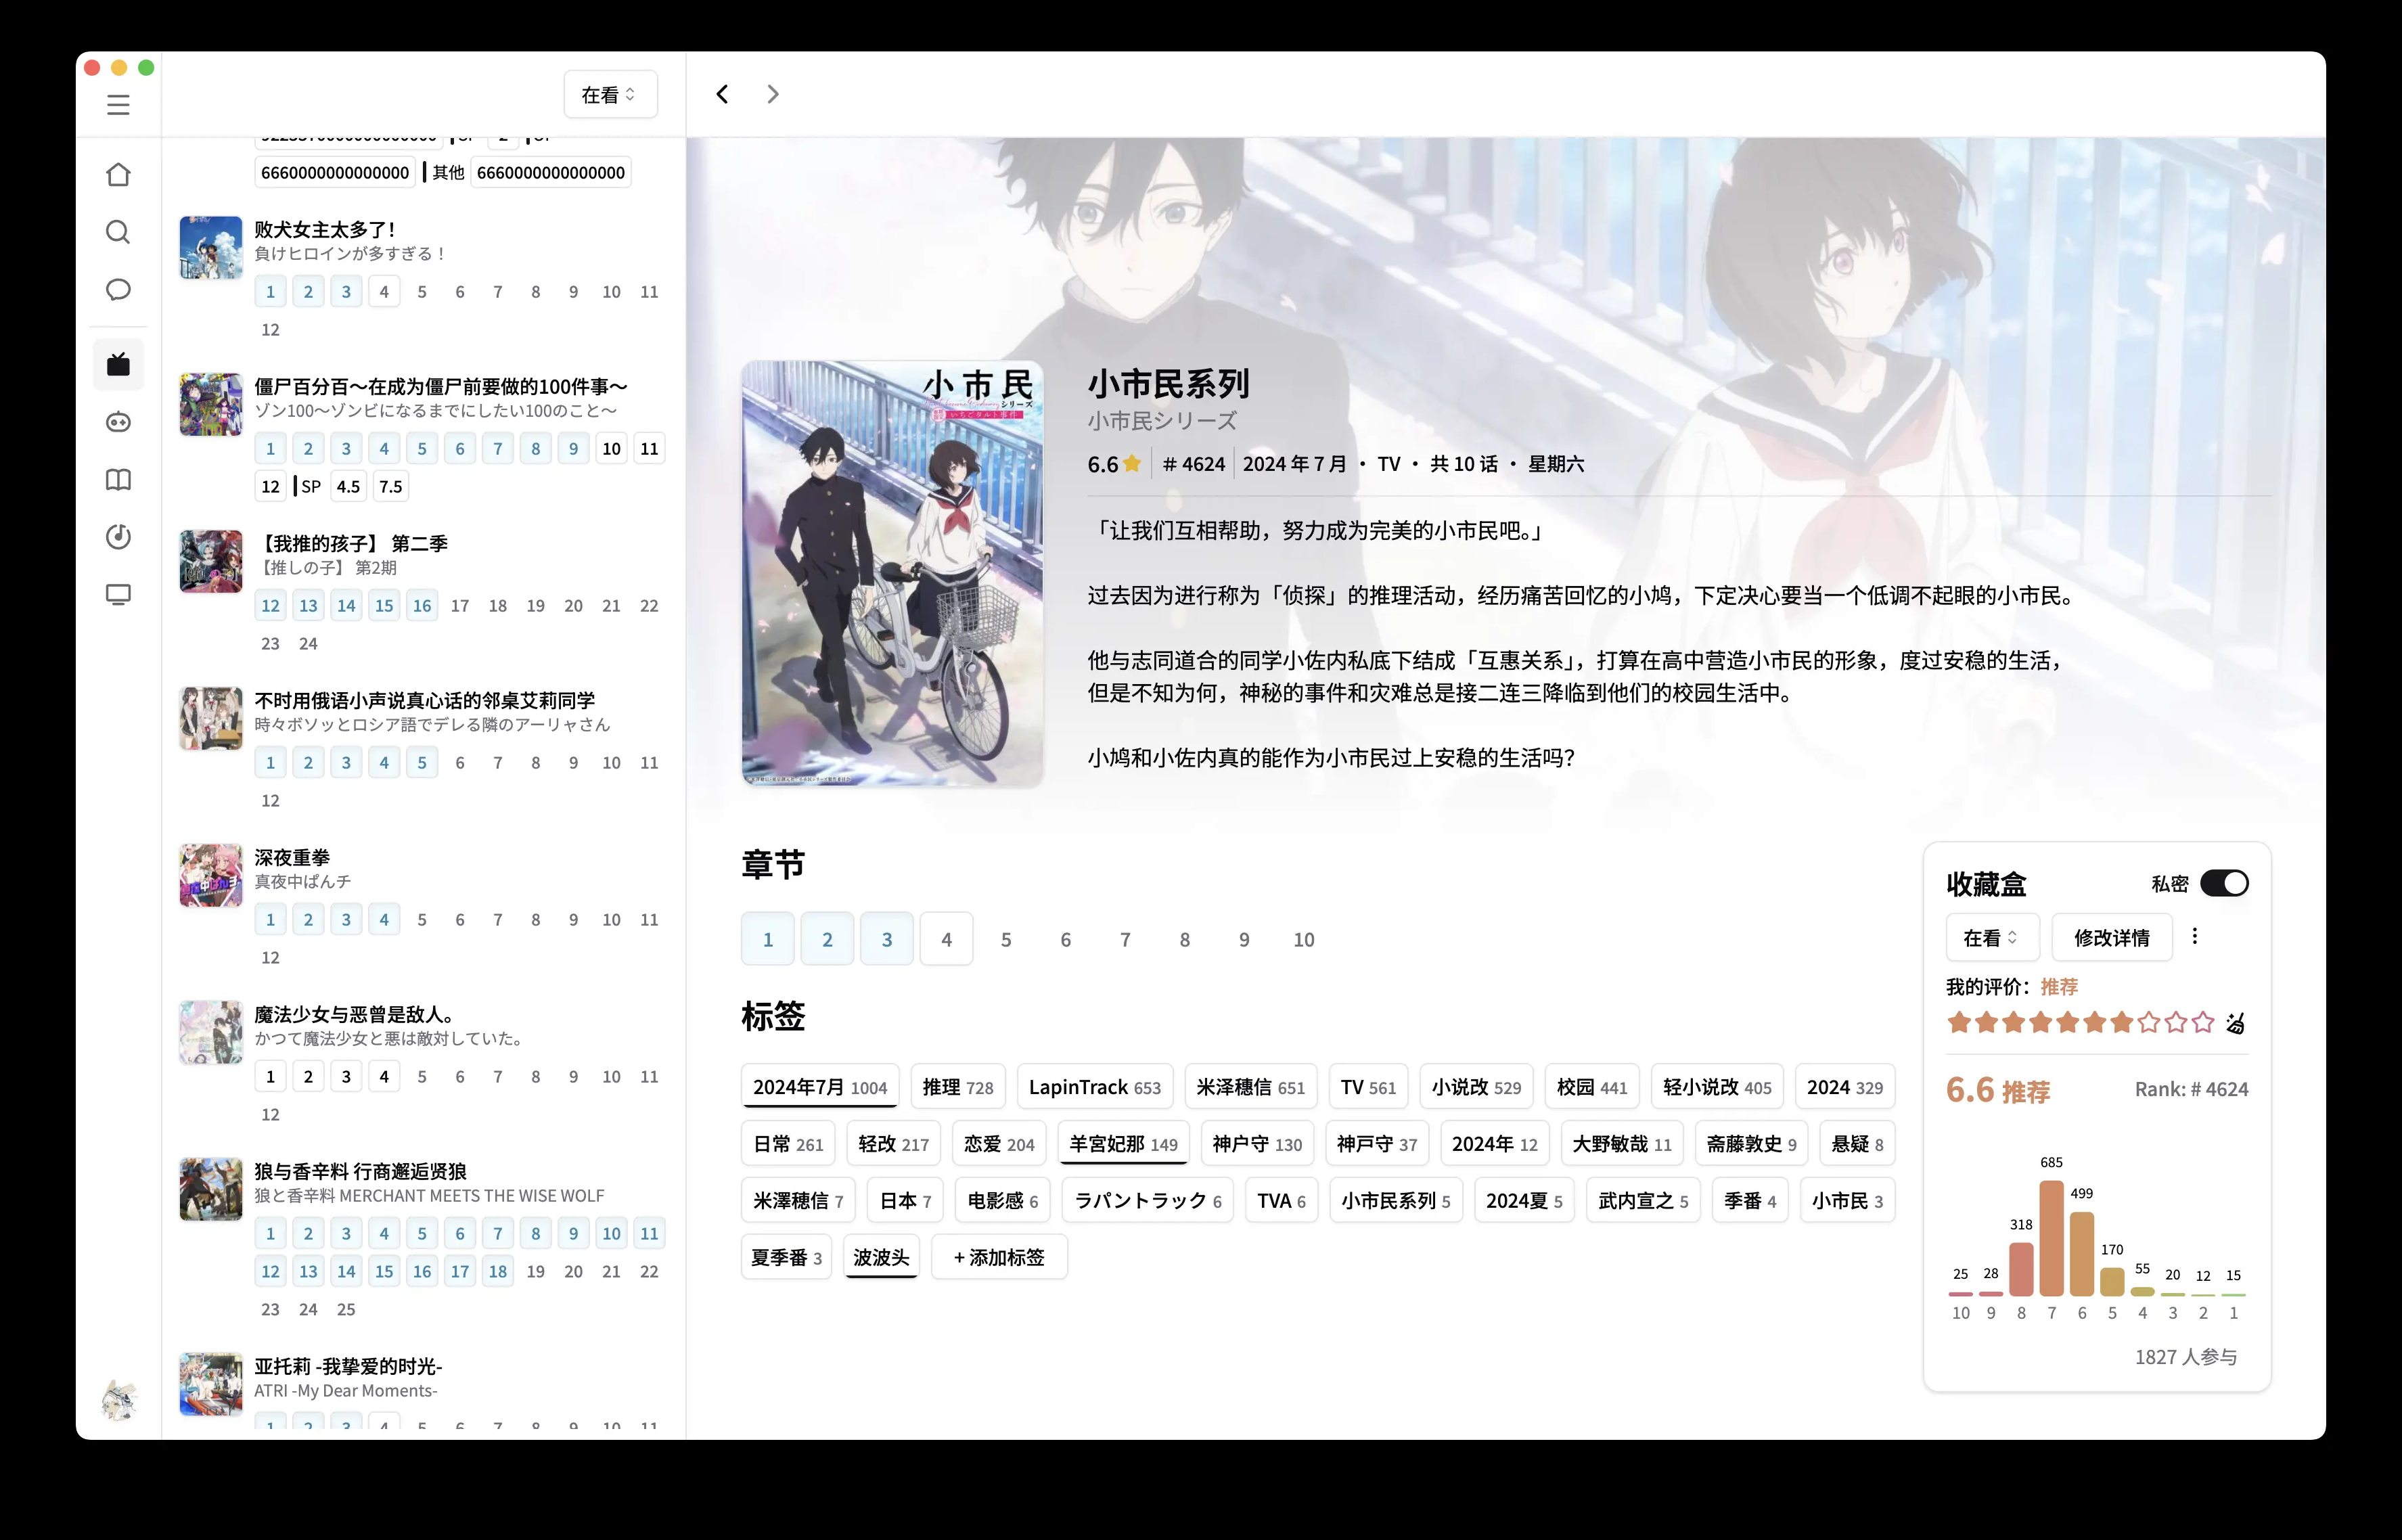 在看
6660000000000000 其他 6660000000000000
败犬女主太多了！
負けヒロインが多すぎる！
1 2 3 4 5 6 7 8 9 10 11
12
僵尸百分百～在成为僵尸前要做的100件事～
ゾン100～ゾンビになるまでにしたい100のこと～
1 2 3 4 5 6 7 8 9 10 11
12 SP 4.5 7.5
【我推的孩子】 第二季
【推しの子】 第2期
12 13 14 15 16 17 18 19 20 21 22
23 24
不时用俄语小声说真心话的邻桌艾莉同学
時々ボソッとロシア語でデレる隣のアーリャさん
1 2 3 4 5 6 7 8 9 10 11
12
深夜重拳
真夜中ぱんチ
1 2 3 4 5 6 7 8 9 10 11
12
魔法少女与恶曾是敌人。
かつて魔法少女と悪は敵対していた。
1 2 3 4 5 6 7 8 9 10 11
12
狼与香辛料 行商邂逅贤狼
狼と香辛料 MERCHANT MEETS THE WISE WOLF
1 2 3 4 5 6 7 8 9 10 11
12 13 14 15 16 17 18 19 20 21 22
23 24 25
亚托莉 -我挚爱的时光-
ATRI -My Dear Moments-
1 2 3 4 5 6 7 8 9 10 11
小市民
シリーズ
いちごタルト事件
小市民系列
小市民シリーズ
6.6 # 4624 2024 年 7 月 · TV · 共 10 话 · 星期六
「让我们互相帮助，努力成为完美的小市民吧。」
过去因为进行称为「侦探」的推理活动，经历痛苦回忆的小鸠，下定决心要当一个低调不起眼的小市民。
他与志同道合的同学小佐内私底下结成「互惠关系」，打算在高中营造小市民的形象，度过安稳的生活，
但是不知为何，神秘的事件和灾难总是接二连三降临到他们的校园生活中。
小鸠和小佐内真的能作为小市民过上安稳的生活吗？
章节
1 2 3 4 5 6 7 8 9 10
标签
2024年7月 1004 推理 728 LapinTrack 653 米泽穗信 651 TV 561 小说改 529 校园 441 轻小说改 405 2024 329
日常 261 轻改 217 恋爱 204 羊宫妃那 149 神户守 130 神戸守 37 2024年 12 大野敏哉 11 斋藤敦史 9 悬疑 8
米澤穂信 7 日本 7 电影感 6 ラパントラック 6 TVA 6 小市民系列 5 2024夏 5 武内宣之 5 季番 4 小市民 3
夏季番 3 波波头 + 添加标签
收藏盒 私密
在看 修改详情
我的评价：推荐
6.6 推荐 Rank: # 4624
25 28 318 685 499 170 55 20 12 15
10 9 8 7 6 5 4 3 2 1
1827 人参与